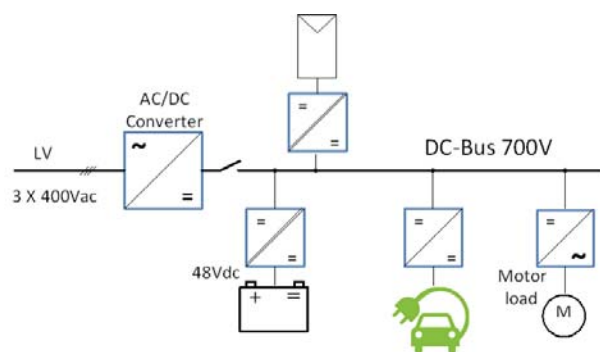 AC/DC
Converter
LV
~
=
3 X 400Vac
=
=
DC-Bus 700V
=
=
48Vdc
+ =
=
=
=
~
Motor
load
M